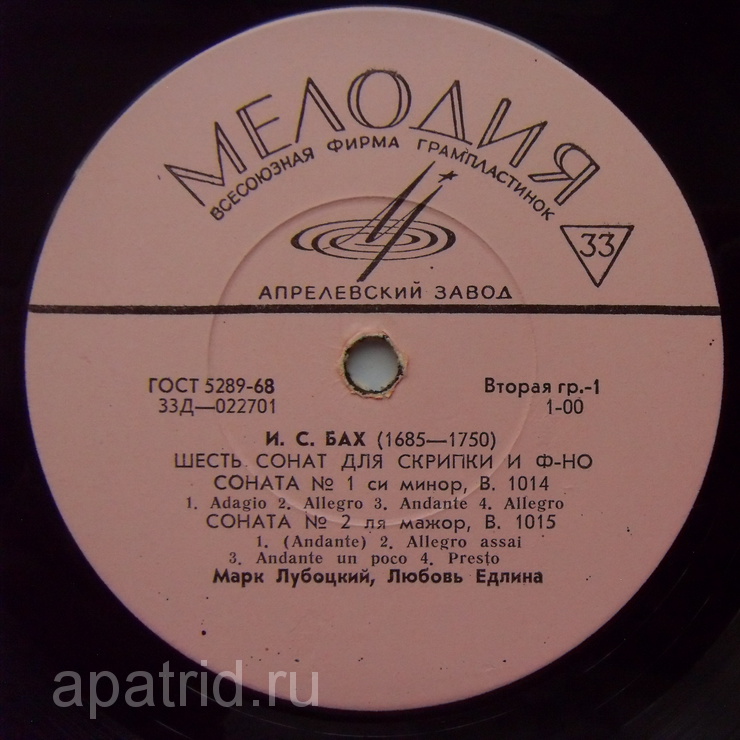 МЕЛОДИЯ
ВСЕСОЮЗНАЯ ФИРМА ГРАМПЛАСТИНОК
33
АПРЕЛЕВСКИЙ ЗАВОД
ГОСТ 5289-68 Вторая гр.-1
33Д—022701 1-00
И. С. БАХ (1685—1750)
ШЕСТЬ СОНАТ ДЛЯ СКРИПКИ И Ф-НО
СОНАТА № 1 си минор, В. 1014
1. Adagio 2. Allegro 3. Andante 4. Allegro
СОНАТА № 2 ля мажор, В. 1015
1. (Andante) 2. Allegro assai
3. Andante un poco 4. Presto
Марк Лубоцкий, Любовь Едлина
apatrid.ru